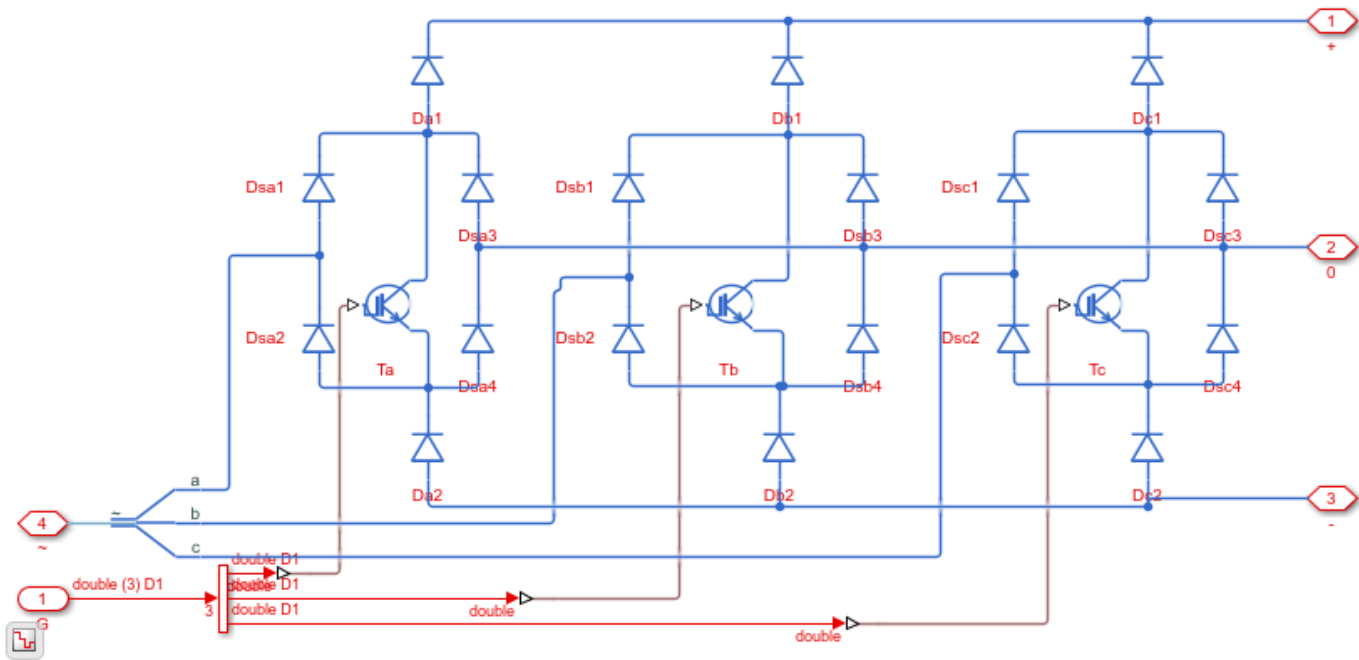 1
+
Da1
Db1
Dc1
Dsa1
Dsb1
Dsc1
Dsa3
Dsb3
Dsc3
2
0
Dsa2
Dsb2
Dsc2
Ta
Tb
Tc
Dsa4
Dsb4
Dsc4
a
Da2
Db2
Dc2
3
-
4
~
~
b
c
double D1
double (3) D1
double
double D1
1
3
double D1
double
G
double